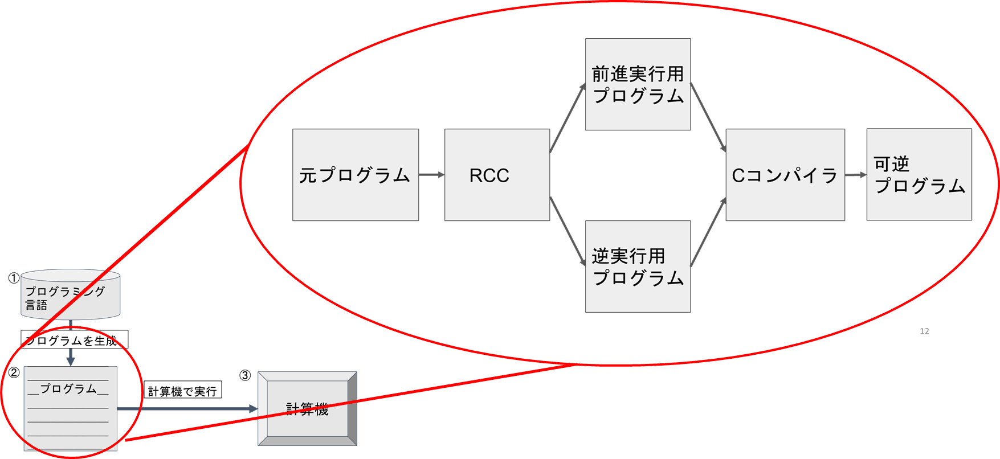 前進実行用
プログラム
元プログラム
RCC
Cコンパイラ
可逆
プログラム
逆実行用
プログラム
12
①
プログラミング
言語
プログラムを生成
②
プログラム
計算機で実行
③
計算機